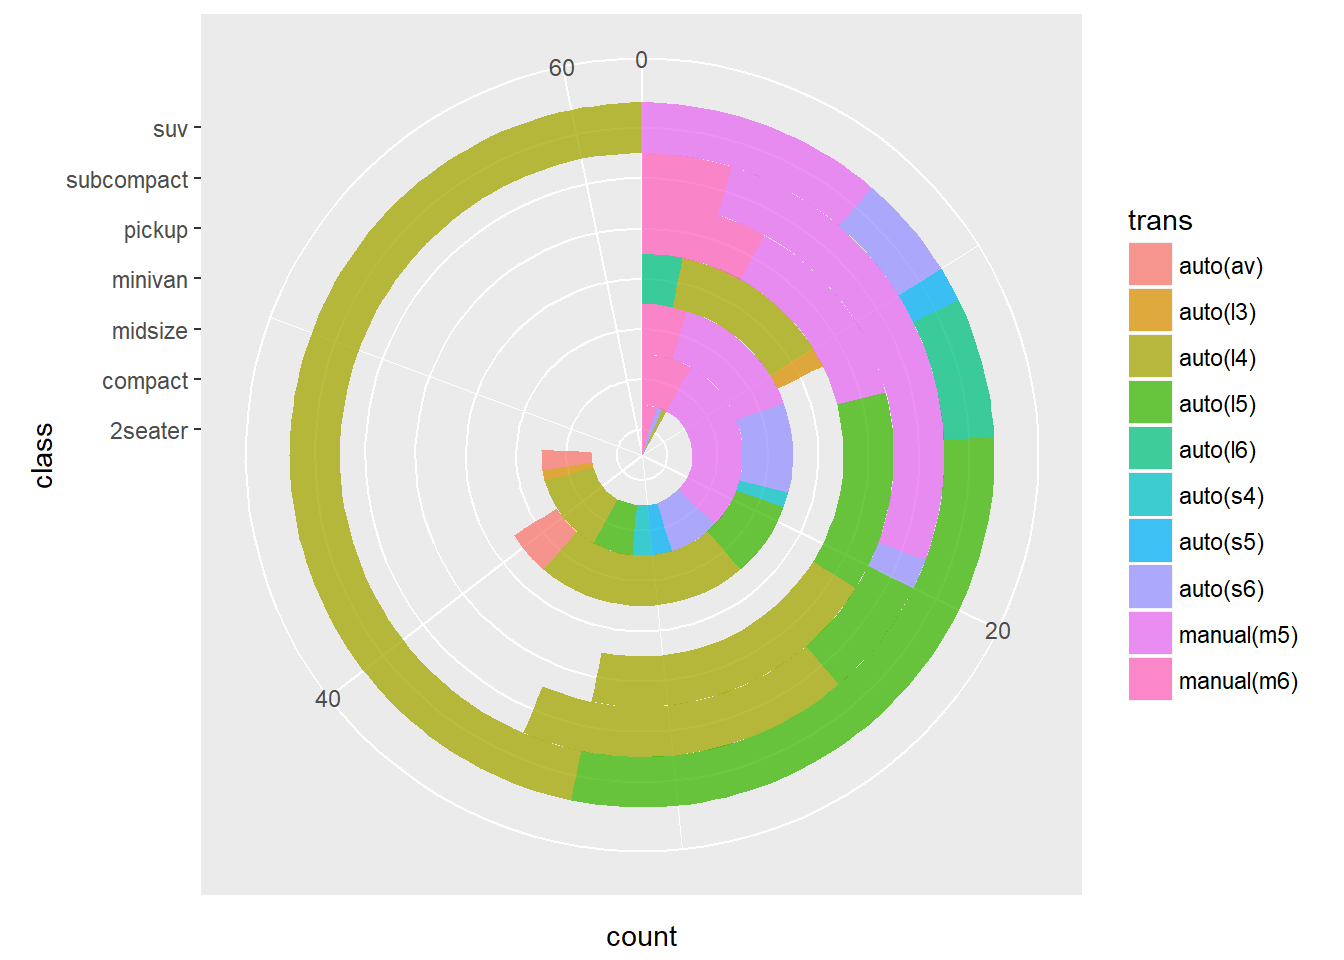 0
60
20
40
suv
subcompact
pickup
minivan
midsize
compact
2seater
class
count
trans
auto(av)
auto(l3)
auto(l4)
auto(l5)
auto(l6)
auto(s4)
auto(s5)
auto(s6)
manual(m5)
manual(m6)